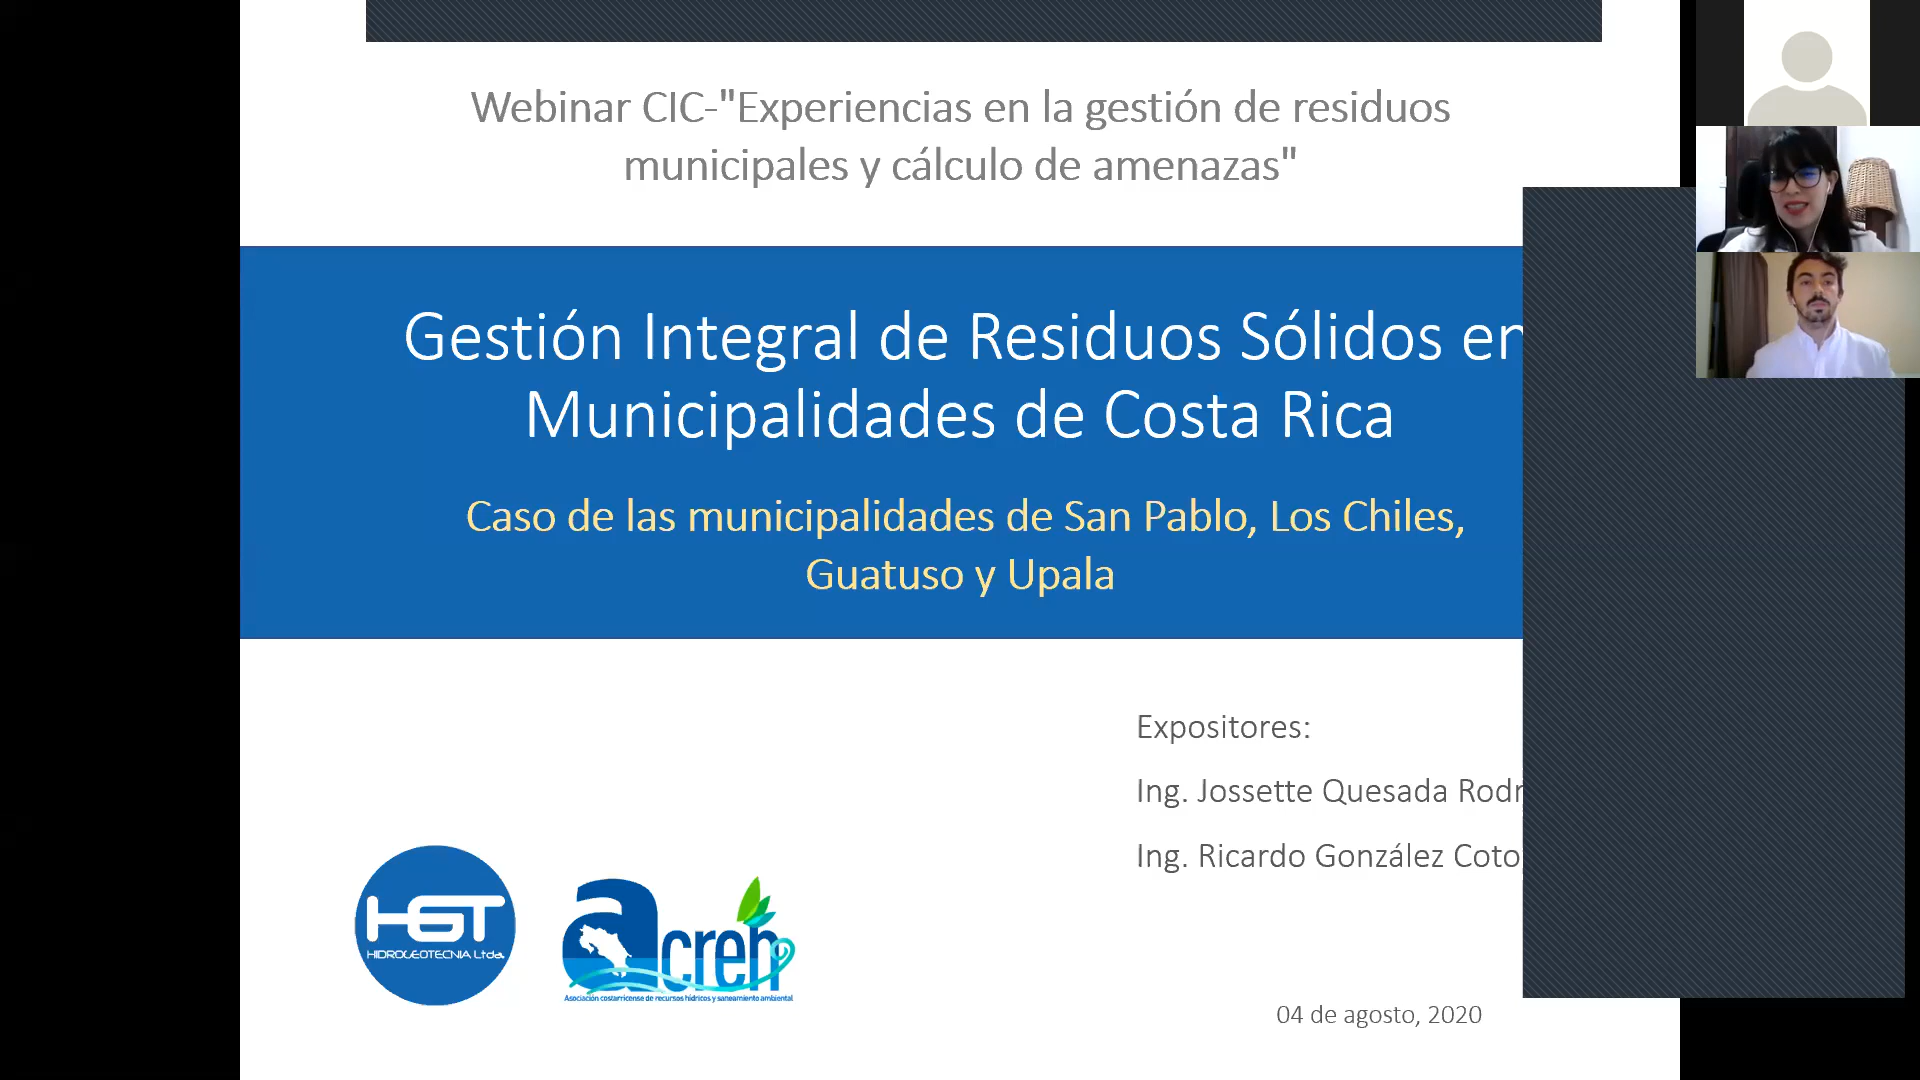 Webinar CIC-"Experiencias en la gestión de residuos
municipales y cálculo de amenazas"
Gestión Integral de Residuos Sólidos en
Municipalidades de Costa Rica
Caso de las municipalidades de San Pablo, Los Chiles,
Guatuso y Upala
Expositores:
Ing. Jossette Quesada Rodr
Ing. Ricardo González Coto
HGT
HIDROGEOTECNIA Ltda.
acreh
Asociación costarricense de recursos hídricos y saneamiento ambiental
04 de agosto, 2020